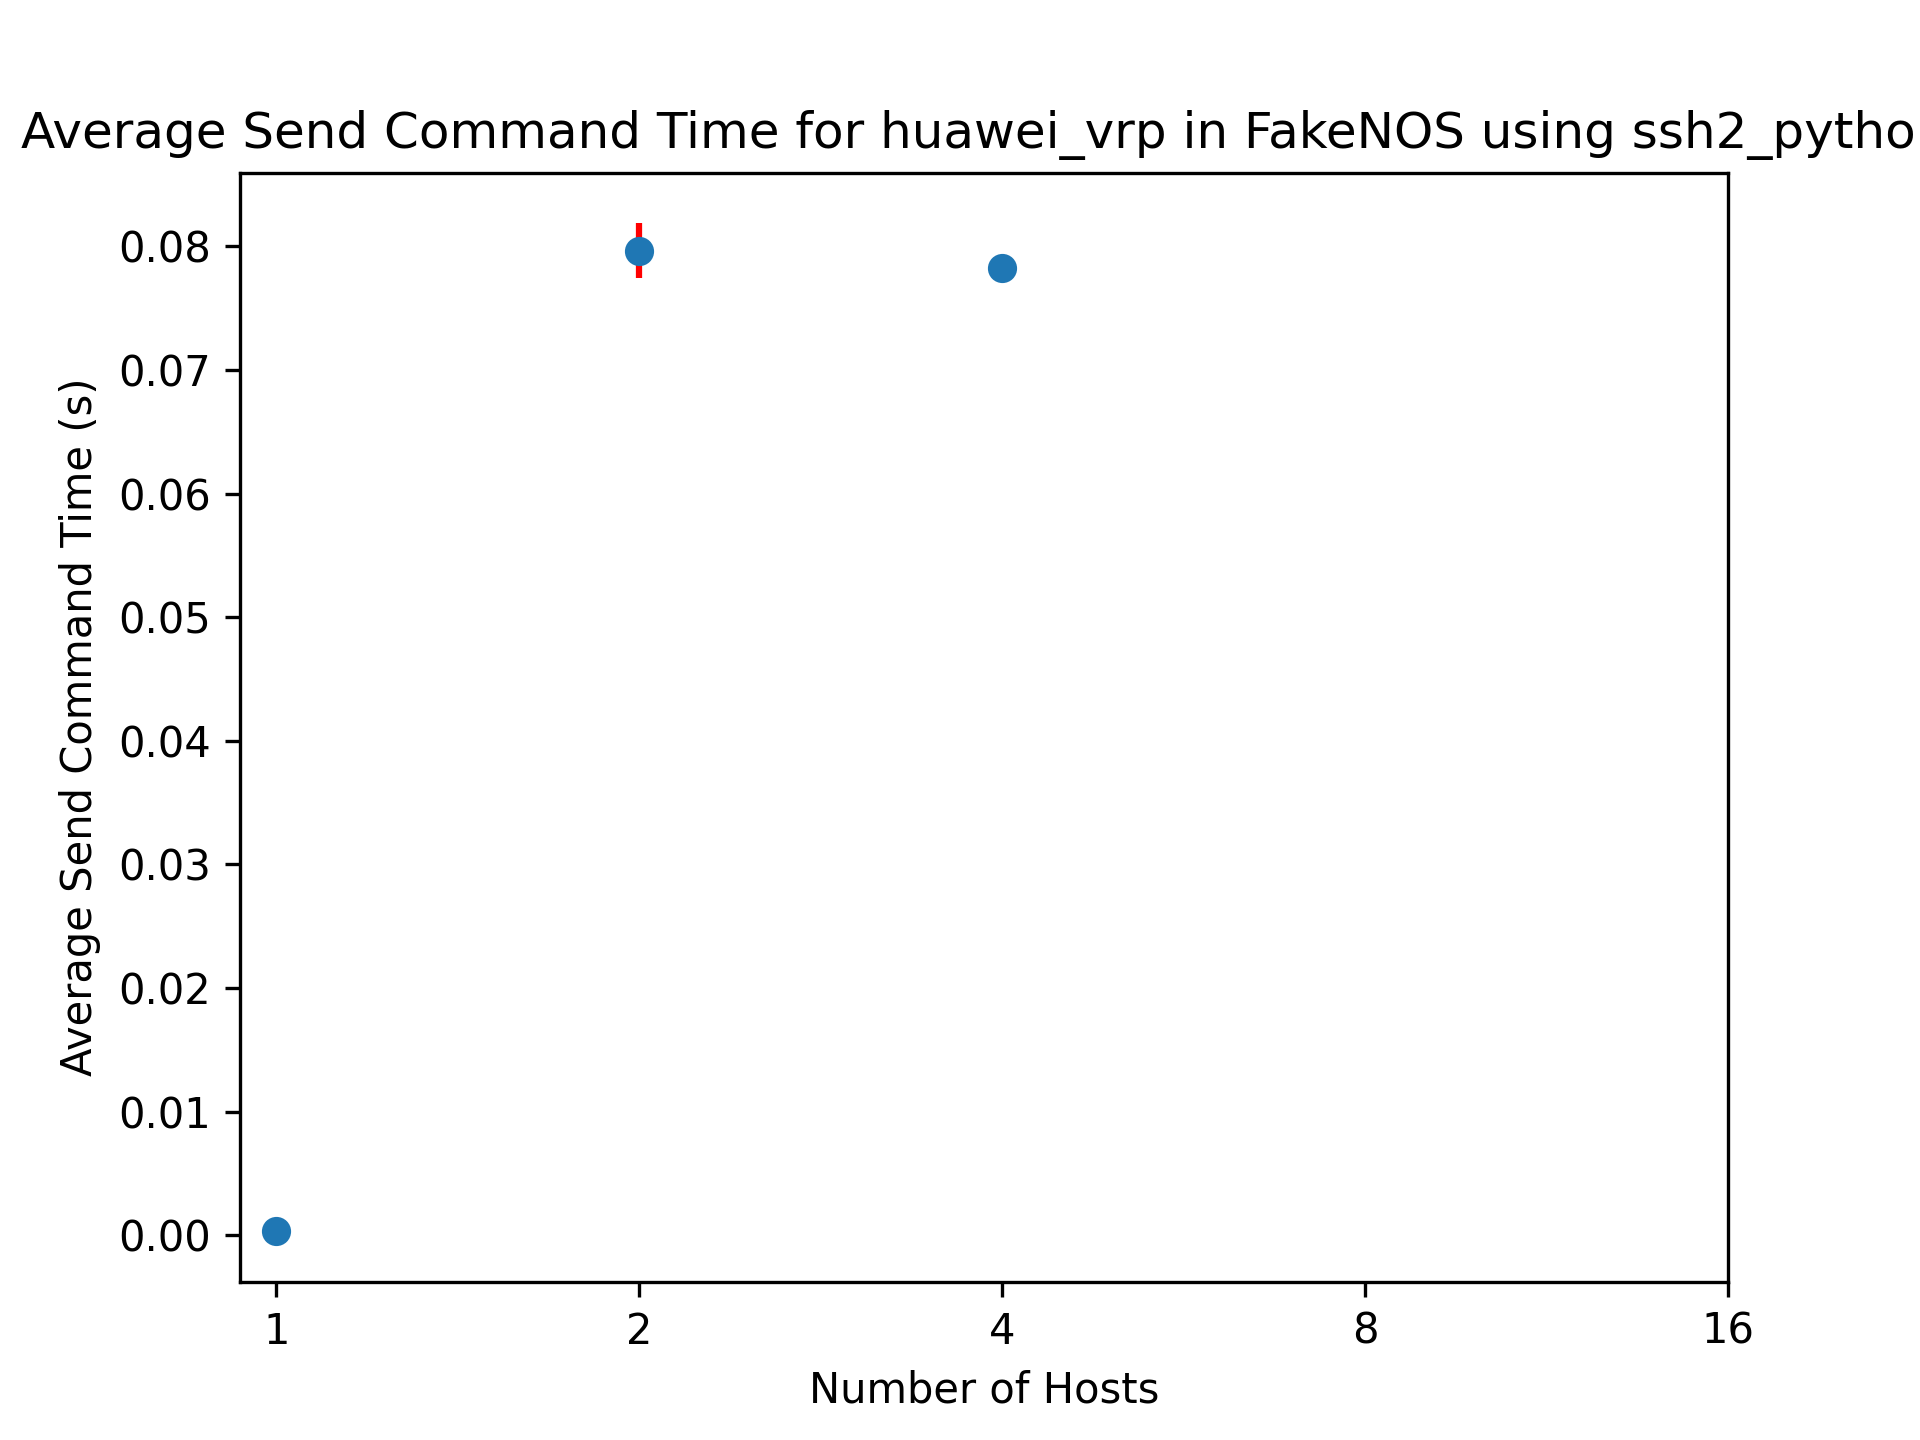 Average Send Command Time for huawei_vrp in FakeNOS using ssh2_pytho
Average Send Command Time (s)
0.08
0.07
0.06
0.05
0.04
0.03
0.02
0.01
0.00
1 2 4 8 16
Number of Hosts